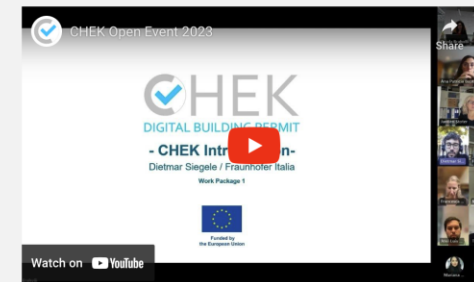 CHEK Open Event 2023
Share
CHEK
DIGITAL BUILDING PERMIT
- CHEK Intr on-
Dietmar Siegele / Fraunhofer Italia
Work Package 1
Funded by
the European Union
Watch on YouTube